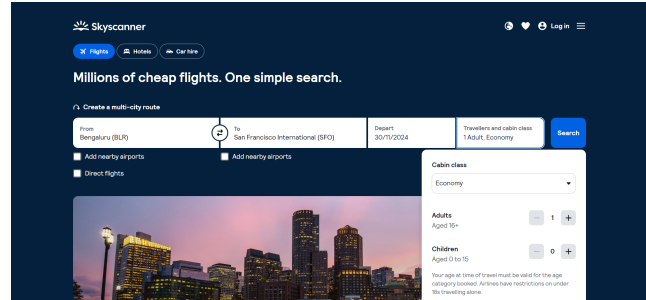 Skyscanner
Log in
Flights
Hotels
Car hire
Millions of cheap flights. One simple search.
Create a multi-city route
From
Bengaluru (BLR)
To
San Francisco International (SFO)
Depart
30/11/2024
Travellers and cabin class
1 Adult, Economy
Search
Add nearby airports
Add nearby airports
Direct flights
Cabin class
Economy
Adults
Aged 16+
1
Children
Aged 0 to 15
0
Your age at time of travel must be valid for the age
category booked. Airlines have restrictions on under
18s travelling alone.